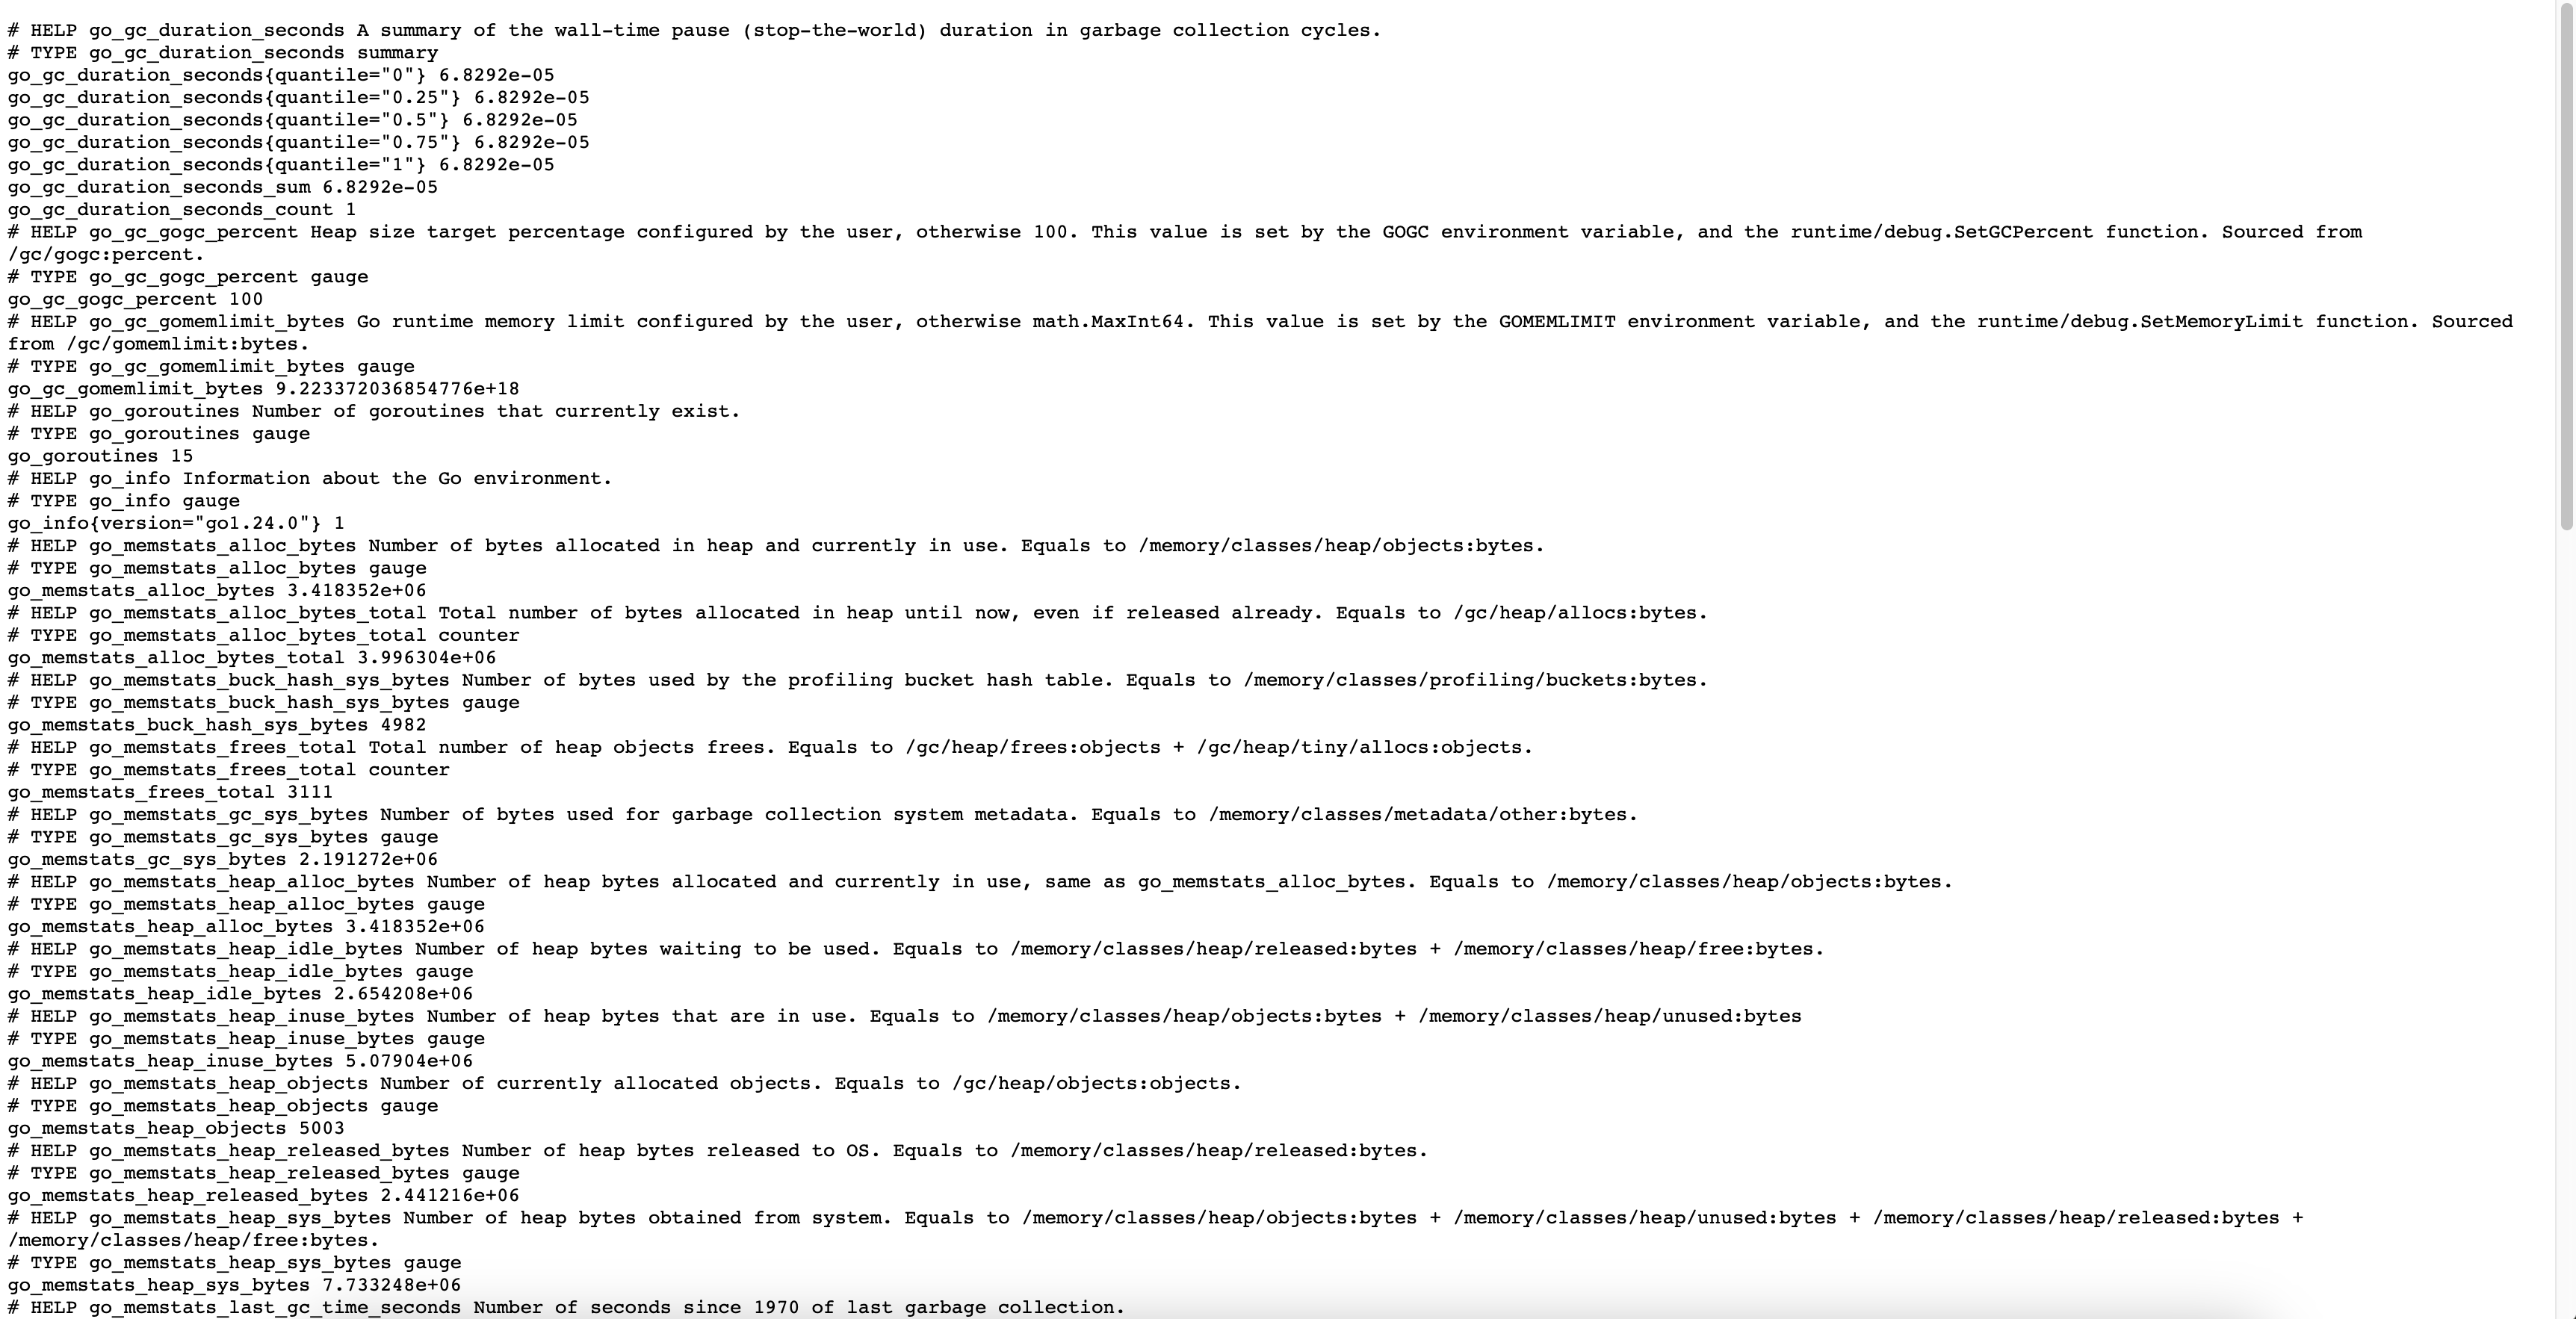 # HELP go_gc_duration_seconds A summary of the wall-time pause (stop-the-world) duration in garbage collection cycles.
# TYPE go_gc_duration_seconds summary
go_gc_duration_seconds{quantile="0"} 6.8292e-05
go_gc_duration_seconds{quantile="0.25"} 6.8292e-05
go_gc_duration_seconds{quantile="0.5"} 6.8292e-05
go_gc_duration_seconds{quantile="0.75"} 6.8292e-05
go_gc_duration_seconds{quantile="1"} 6.8292e-05
go_gc_duration_seconds_sum 6.8292e-05
go_gc_duration_seconds_count 1
# HELP go_gc_gogc_percent Heap size target percentage configured by the user, otherwise 100. This value is set by the GOGC environment variable, and the runtime/debug.SetGCPercent function. Sourced from
/gc/gogc:percent.
# TYPE go_gc_gogc_percent gauge
go_gc_gogc_percent 100
# HELP go_gc_gomemlimit_bytes Go runtime memory limit configured by the user, otherwise math.MaxInt64. This value is set by the GOMEMLIMIT environment variable, and the runtime/debug.SetMemoryLimit function. Sourced
from /gc/gomemlimit:bytes.
# TYPE go_gc_gomemlimit_bytes gauge
go_gc_gomemlimit_bytes 9.223372036854776e+18
# HELP go_goroutines Number of goroutines that currently exist.
# TYPE go_goroutines gauge
go_goroutines 15
# HELP go_info Information about the Go environment.
# TYPE go_info gauge
go_info{version="go1.24.0"} 1
# HELP go_memstats_alloc_bytes Number of bytes allocated in heap and currently in use. Equals to /memory/classes/heap/objects:bytes.
# TYPE go_memstats_alloc_bytes gauge
go_memstats_alloc_bytes 3.418352e+06
# HELP go_memstats_alloc_bytes_total Total number of bytes allocated in heap until now, even if released already. Equals to /gc/heap/allocs:bytes.
# TYPE go_memstats_alloc_bytes_total counter
go_memstats_alloc_bytes_total 3.996304e+06
# HELP go_memstats_buck_hash_sys_bytes Number of bytes used by the profiling bucket hash table. Equals to /memory/classes/profiling/buckets:bytes.
# TYPE go_memstats_buck_hash_sys_bytes gauge
go_memstats_buck_hash_sys_bytes 4982
# HELP go_memstats_frees_total Total number of heap objects frees. Equals to /gc/heap/frees:objects + /gc/heap/tiny/allocs:objects.
# TYPE go_memstats_frees_total counter
go_memstats_frees_total 3111
# HELP go_memstats_gc_sys_bytes Number of bytes used for garbage collection system metadata. Equals to /memory/classes/metadata/other:bytes.
# TYPE go_memstats_gc_sys_bytes gauge
go_memstats_gc_sys_bytes 2.191272e+06
# HELP go_memstats_heap_alloc_bytes Number of heap bytes allocated and currently in use, same as go_memstats_alloc_bytes. Equals to /memory/classes/heap/objects:bytes.
# TYPE go_memstats_heap_alloc_bytes gauge
go_memstats_heap_alloc_bytes 3.418352e+06
# HELP go_memstats_heap_idle_bytes Number of heap bytes waiting to be used. Equals to /memory/classes/heap/released:bytes + /memory/classes/heap/free:bytes.
# TYPE go_memstats_heap_idle_bytes gauge
go_memstats_heap_idle_bytes 2.654208e+06
# HELP go_memstats_heap_inuse_bytes Number of heap bytes that are in use. Equals to /memory/classes/heap/objects:bytes + /memory/classes/heap/unused:bytes
# TYPE go_memstats_heap_inuse_bytes gauge
go_memstats_heap_inuse_bytes 5.07904e+06
# HELP go_memstats_heap_objects Number of currently allocated objects. Equals to /gc/heap/objects:objects.
# TYPE go_memstats_heap_objects gauge
go_memstats_heap_objects 5003
# HELP go_memstats_heap_released_bytes Number of heap bytes released to OS. Equals to /memory/classes/heap/released:bytes.
# TYPE go_memstats_heap_released_bytes gauge
go_memstats_heap_released_bytes 2.441216e+06
# HELP go_memstats_heap_sys_bytes Number of heap bytes obtained from system. Equals to /memory/classes/heap/objects:bytes + /memory/classes/heap/unused:bytes + /memory/classes/heap/released:bytes +
/memory/classes/heap/free:bytes.
# TYPE go_memstats_heap_sys_bytes gauge
go_memstats_heap_sys_bytes 7.733248e+06
# HELP go_memstats_last_gc_time_seconds Number of seconds since 1970 of last garbage collection.